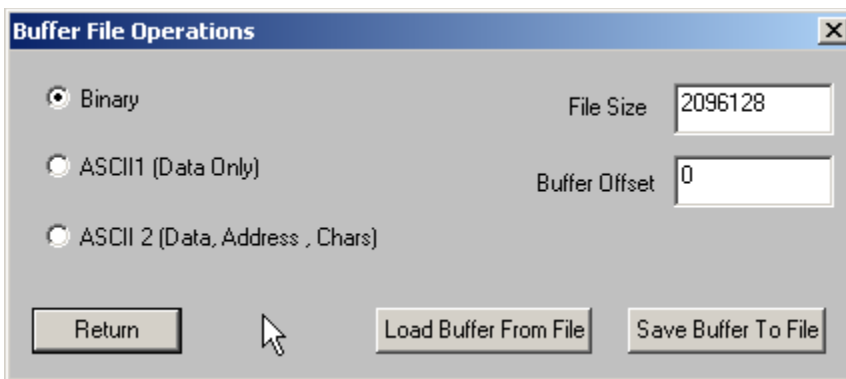 Buffer File Operations
Binary
File Size 2096128
ASCII1 (Data Only)
Buffer Offset 0
ASCII 2 (Data, Address , Chars)
Return Load Buffer From File Save Buffer To File